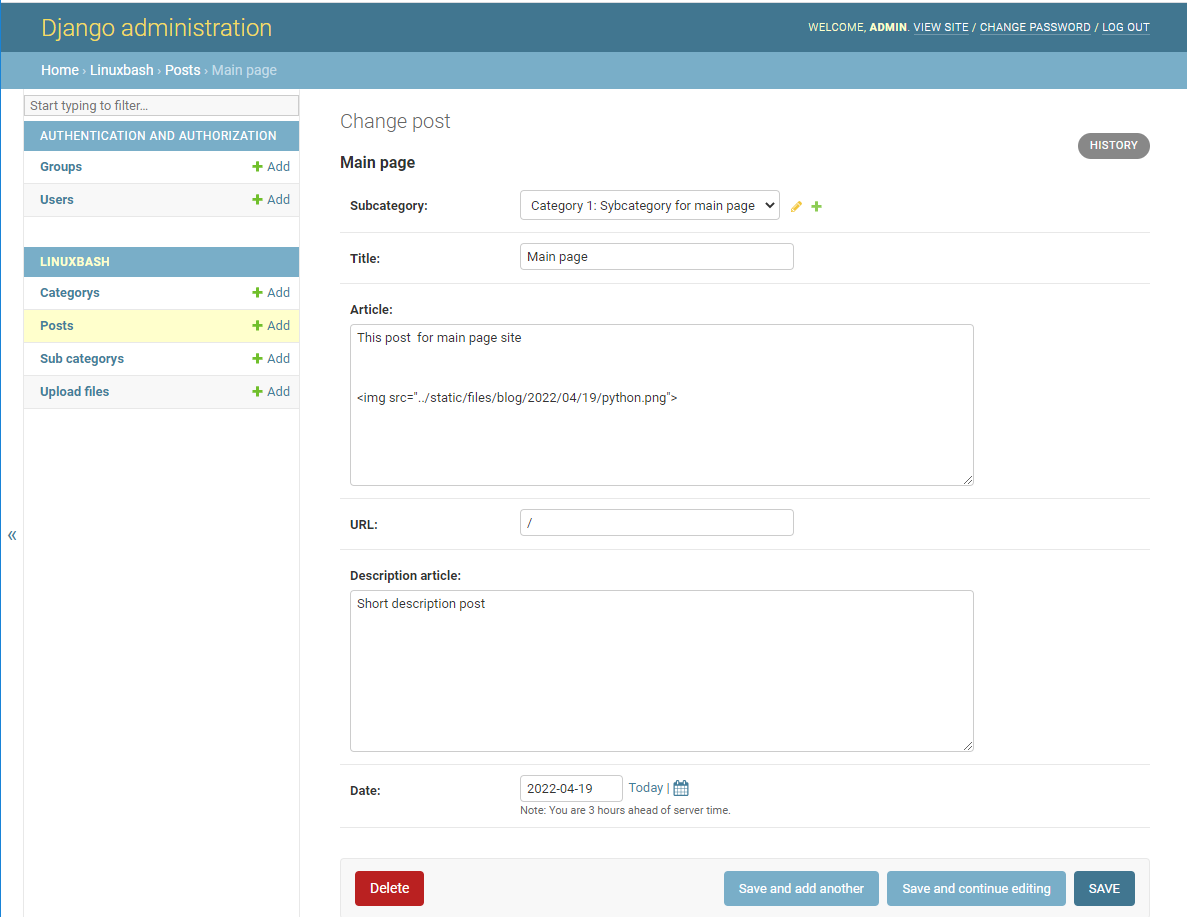 Django administration
WELCOME, ADMIN. VIEW SITE / CHANGE PASSWORD / LOG OUT
Home › Linuxbash › Posts › Main page
Start typing to filter...
AUTHENTICATION AND AUTHORIZATION
Groups + Add
Users + Add
LINUXBASH
Categorys + Add
Posts + Add
Sub categorys + Add
Upload files + Add
«
Change post
HISTORY
Main page
Subcategory: Category 1: Sybcategory for main page
Title: Main page
Article:
This post  for main page site
<img src="../static/files/blog/2022/04/19/python.png">
URL: /
Description article:
Short description post
Date: 2022-04-19 Today |
Note: You are 3 hours ahead of server time.
Delete
Save and add another
Save and continue editing
SAVE